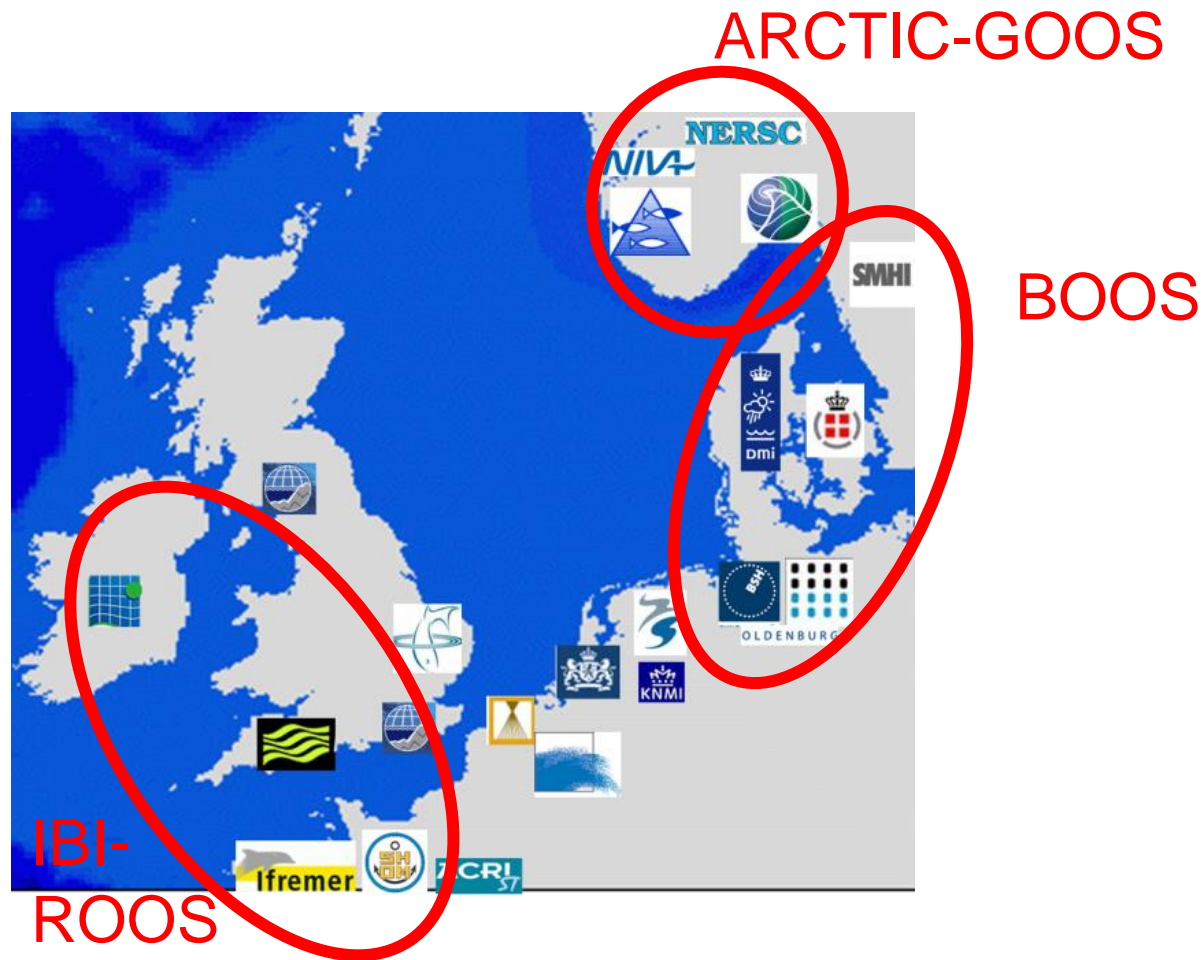 ARCTIC-GOOS
NERSC
NIVA
SMHI
BOOS
DMi
BSH
OLDENBURG
KNMI
IBI-
ROOS
Ifremer
SHOM
ACRI
ST